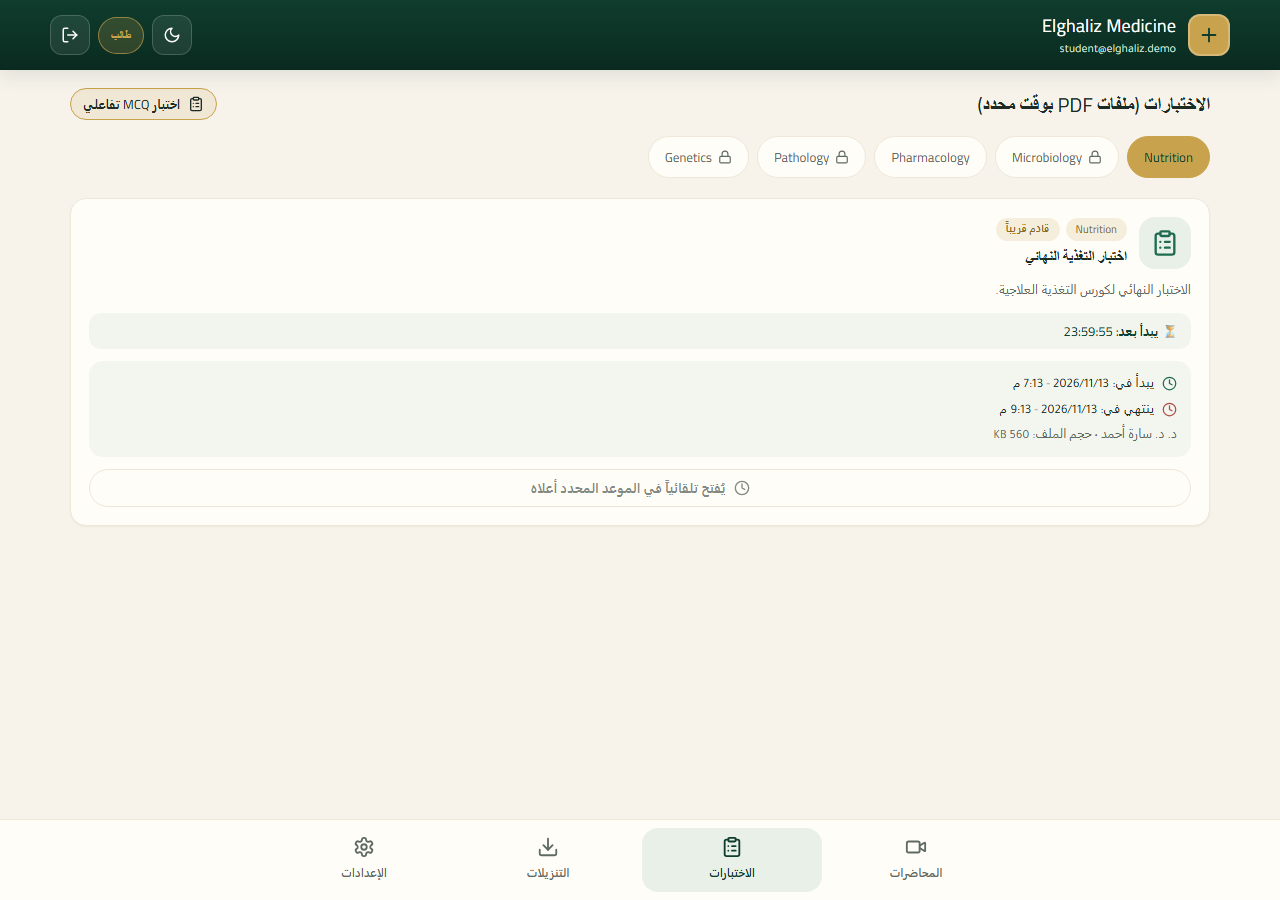 Elghaliz Medicine
student@elghaliz.demo
طالب
الاختبارات (ملفات PDF بوقت محدد)
اختبار MCQ تفاعلي
Nutrition
Microbiology
Pharmacology
Pathology
Genetics
Nutrition
قادم قريباً
اختبار التغذية النهائي
الاختبار النهائي لكورس التغذية العلاجية.
⏳ يبدأ بعد: 23:59:55
يبدأ في: 2026/11/13 - 7:13 م
ينتهي في: 2026/11/13 - 9:13 م
د. د. سارة أحمد • حجم الملف: 560 KB
يُفتح تلقائياً في الموعد المحدد أعلاه
المحاضرات
الاختبارات
التنزيلات
الإعدادات